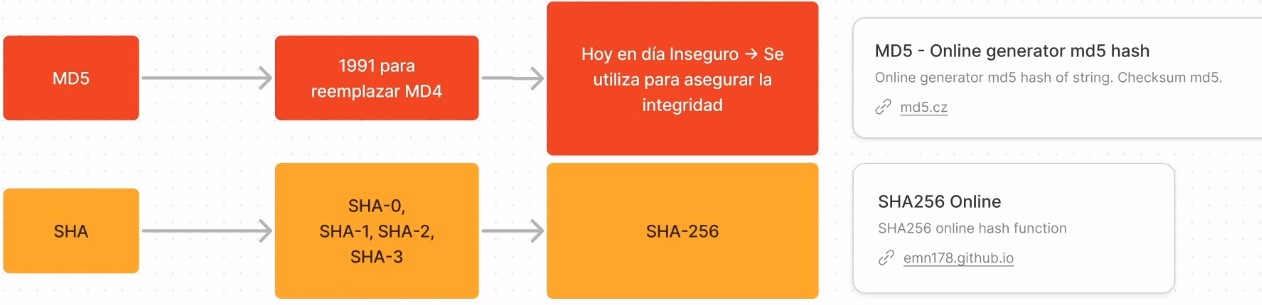 MD5
1991 para
reemplazar MD4
Hoy en día Inseguro → Se
utiliza para asegurar la
integridad
MD5 - Online generator md5 hash
Online generator md5 hash of string. Checksum md5.
md5.cz
SHA
SHA-0,
SHA-1, SHA-2,
SHA-3
SHA-256
SHA256 Online
SHA256 online hash function
emn178.github.io